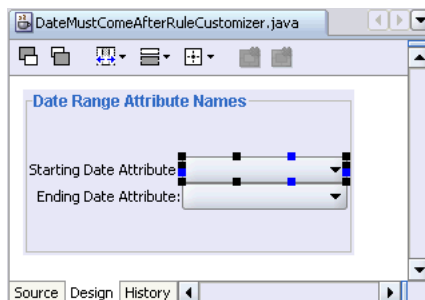 DateMustComeAfterRuleCustomizer.java
Date Range Attribute Names
Starting Date Attribute
Ending Date Attribute:
Source Design History